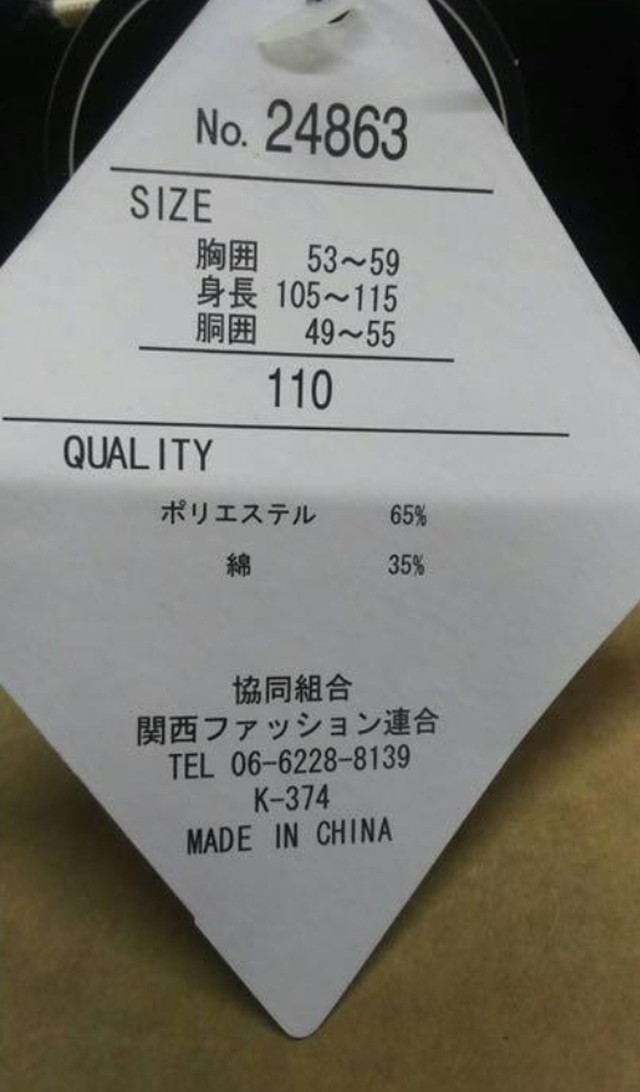 No. 24863
SIZE
胸囲 53〜59
身長 105〜115
胴囲 49〜55
110
QUALITY
ポリエステル 65%
綿 35%
協同組合
関西ファッション連合
TEL 06-6228-8139
K-374
MADE IN CHINA